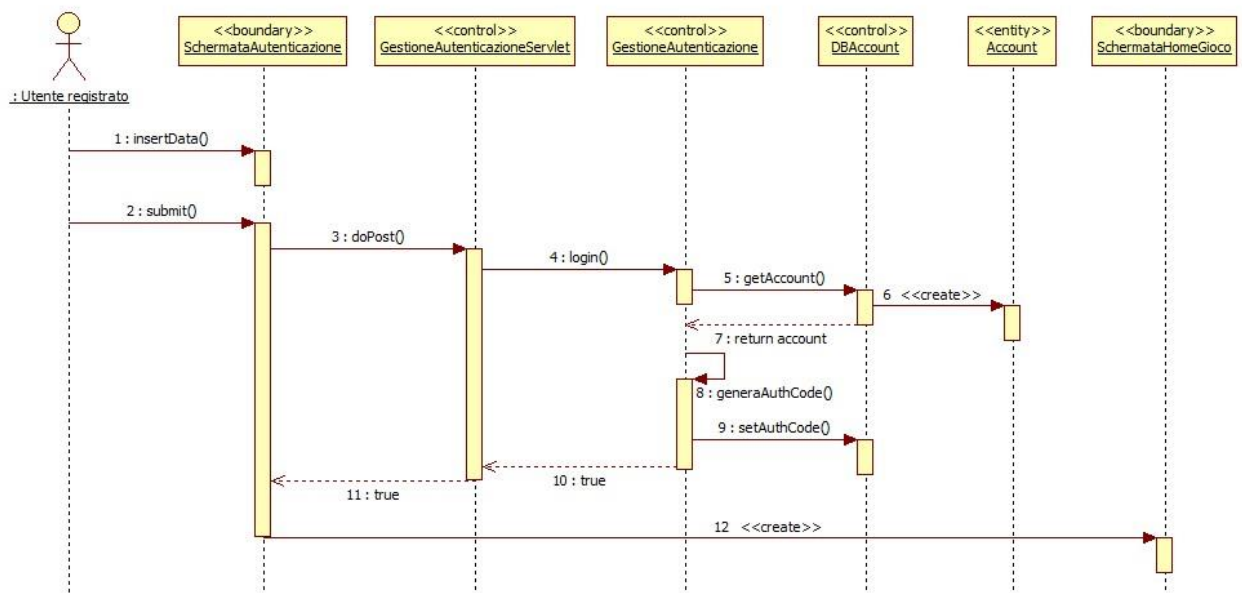 <<boundary>>
SchermataAutenticazione
<<control>>
GestioneAutenticazioneServlet
<<control>>
GestioneAutenticazione
<<control>>
DBAccount
<<entity>>
Account
<<boundary>>
SchermataHomeGioco
: Utente registrato
1 : insertData()
2 : submit()
3 : doPost()
4 : login()
5 : getAccount()
6 <<create>>
7 : return account
8 : generaAuthCode()
9 : setAuthCode()
10 : true
11 : true
12 <<create>>